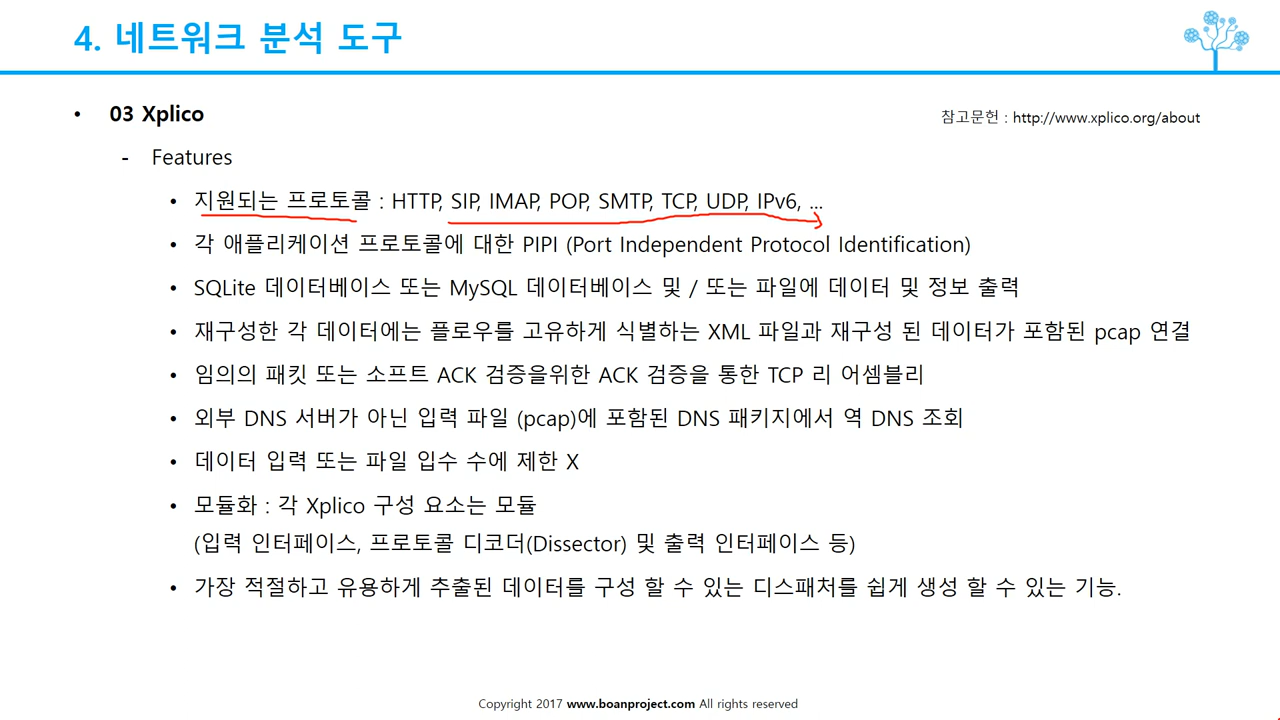 4. 네트워크 분석 도구
• 03 Xplico
참고문헌 : http://www.xplico.org/about
- Features
• 지원되는 프로토콜 : HTTP, SIP, IMAP, POP, SMTP, TCP, UDP, IPv6, ...
• 각 애플리케이션 프로토콜에 대한 PIPI (Port Independent Protocol Identification)
• SQLite 데이터베이스 또는 MySQL 데이터베이스 및 / 또는 파일에 데이터 및 정보 출력
• 재구성한 각 데이터에는 플로우를 고유하게 식별하는 XML 파일과 재구성 된 데이터가 포함된 pcap 연결
• 임의의 패킷 또는 소프트 ACK 검증을위한 ACK 검증을 통한 TCP 리 어셈블리
• 외부 DNS 서버가 아닌 입력 파일 (pcap)에 포함된 DNS 패키지에서 역 DNS 조회
• 데이터 입력 또는 파일 입수 수에 제한 X
• 모듈화 : 각 Xplico 구성 요소는 모듈
(입력 인터페이스, 프로토콜 디코더(Dissector) 및 출력 인터페이스 등)
• 가장 적절하고 유용하게 추출된 데이터를 구성 할 수 있는 디스패처를 쉽게 생성 할 수 있는 기능.
Copyright 2017 www.boanproject.com All rights reserved